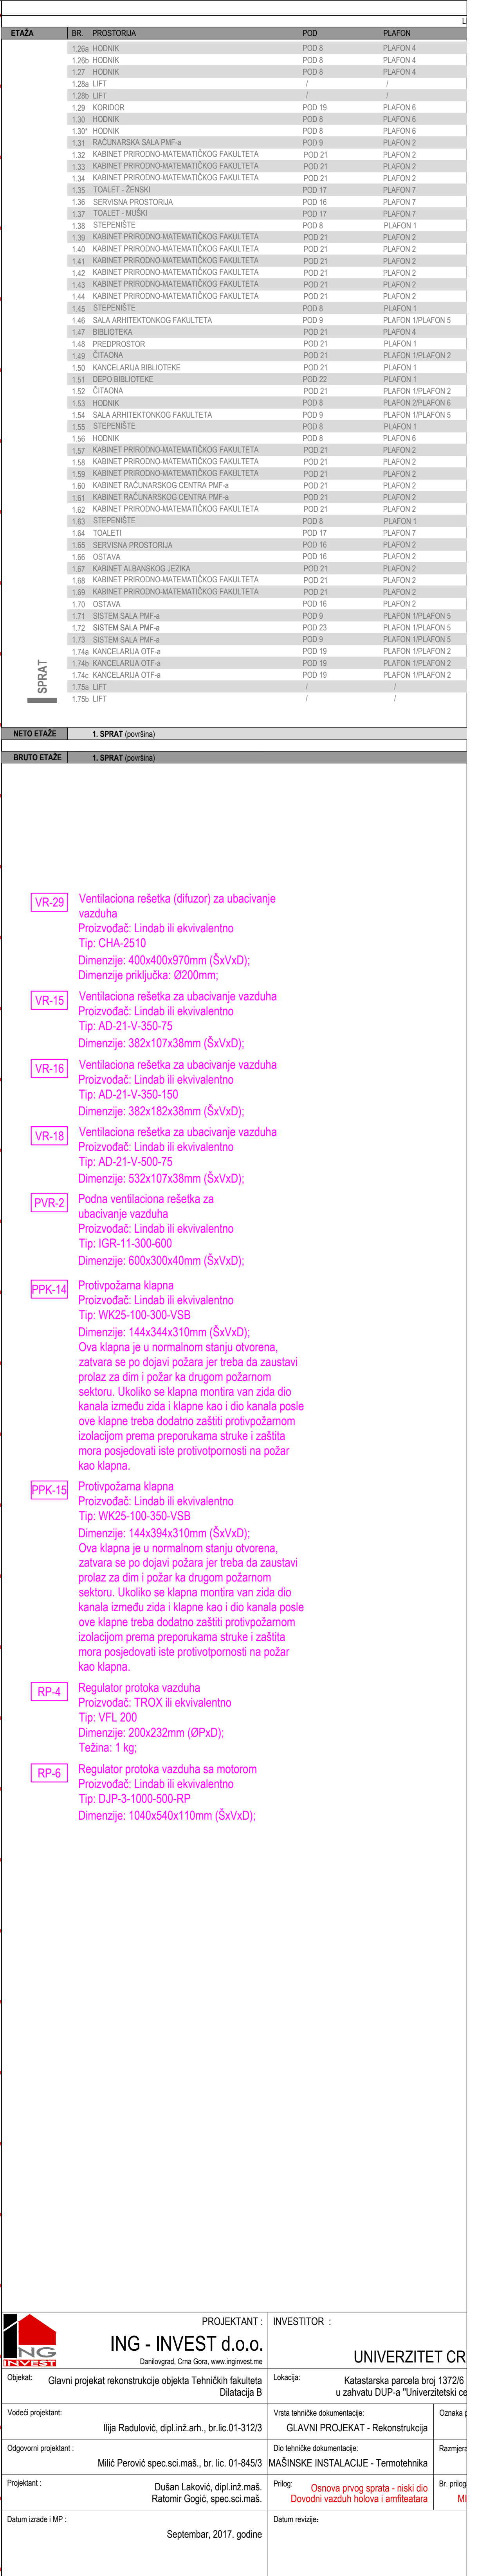 L
ETAŽA BR. PROSTORIJA POD PLAFON
1.26a HODNIK POD 8 PLAFON 4
1.26b HODNIK POD 8 PLAFON 4
1.27 HODNIK POD 8 PLAFON 4
1.28a LIFT / /
1.28b LIFT / /
1.29 KORIDOR POD 19 PLAFON 6
1.30 HODNIK POD 8 PLAFON 6
1.30* HODNIK POD 8 PLAFON 6
1.31 RAČUNARSKA SALA PMF-a POD 9 PLAFON 2
1.32 KABINET PRIRODNO-MATEMATIČKOG FAKULTETA POD 21 PLAFON 2
1.33 KABINET PRIRODNO-MATEMATIČKOG FAKULTETA POD 21 PLAFON 2
1.34 KABINET PRIRODNO-MATEMATIČKOG FAKULTETA POD 21 PLAFON 2
1.35 TOALET - ŽENSKI POD 17 PLAFON 7
1.36 SERVISNA PROSTORIJA POD 16 PLAFON 7
1.37 TOALET - MUŠKI POD 17 PLAFON 7
1.38 STEPENIŠTE POD 8 PLAFON 1
1.39 KABINET PRIRODNO-MATEMATIČKOG FAKULTETA POD 21 PLAFON 2
1.40 KABINET PRIRODNO-MATEMATIČKOG FAKULTETA POD 21 PLAFON 2
1.41 KABINET PRIRODNO-MATEMATIČKOG FAKULTETA POD 21 PLAFON 2
1.42 KABINET PRIRODNO-MATEMATIČKOG FAKULTETA POD 21 PLAFON 2
1.43 KABINET PRIRODNO-MATEMATIČKOG FAKULTETA POD 21 PLAFON 2
1.44 KABINET PRIRODNO-MATEMATIČKOG FAKULTETA POD 21 PLAFON 2
1.45 STEPENIŠTE POD 8 PLAFON 1
1.46 SALA ARHITEKTONKOG FAKULTETA POD 9 PLAFON 1/PLAFON 5
1.47 BIBLIOTEKA POD 21 PLAFON 4
1.48 PREDPROSTOR POD 21 PLAFON 1
1.49 ČITAONA POD 21 PLAFON 1/PLAFON 2
1.50 KANCELARIJA BIBLIOTEKE POD 21 PLAFON 1
1.51 DEPO BIBLIOTEKE POD 22 PLAFON 1
1.52 ČITAONA POD 21 PLAFON 1/PLAFON 2
1.53 HODNIK POD 8 PLAFON 2/PLAFON 6
1.54 SALA ARHITEKTONKOG FAKULTETA POD 9 PLAFON 1/PLAFON 5
1.55 STEPENIŠTE POD 8 PLAFON 1
1.56 HODNIK POD 8 PLAFON 6
1.57 KABINET PRIRODNO-MATEMATIČKOG FAKULTETA POD 21 PLAFON 2
1.58 KABINET PRIRODNO-MATEMATIČKOG FAKULTETA POD 21 PLAFON 2
1.59 KABINET PRIRODNO-MATEMATIČKOG FAKULTETA POD 21 PLAFON 2
1.60 KABINET RAČUNARSKOG CENTRA PMF-a POD 21 PLAFON 2
1.61 KABINET RAČUNARSKOG CENTRA PMF-a POD 21 PLAFON 2
1.62 KABINET PRIRODNO-MATEMATIČKOG FAKULTETA POD 21 PLAFON 2
1.63 STEPENIŠTE POD 8 PLAFON 1
1.64 TOALETI POD 17 PLAFON 7
1.65 SERVISNA PROSTORIJA POD 16 PLAFON 2
1.66 OSTAVA POD 16 PLAFON 2
1.67 KABINET ALBANSKOG JEZIKA POD 21 PLAFON 2
1.68 KABINET PRIRODNO-MATEMATIČKOG FAKULTETA POD 21 PLAFON 2
1.69 KABINET PRIRODNO-MATEMATIČKOG FAKULTETA POD 21 PLAFON 2
1.70 OSTAVA POD 16 PLAFON 2
1.71 SISTEM SALA PMF-a POD 9 PLAFON 1/PLAFON 5
1.72 SISTEM SALA PMF-a POD 23 PLAFON 1/PLAFON 5
1.73 SISTEM SALA PMF-a POD 9 PLAFON 1/PLAFON 5
1.74a KANCELARIJA OTF-a POD 19 PLAFON 1/PLAFON 2
1.74b KANCELARIJA OTF-a POD 19 PLAFON 1/PLAFON 2
1.74c KANCELARIJA OTF-a POD 19 PLAFON 1/PLAFON 2
1.75a LIFT / /
1.75b LIFT / /
SPRAT
NETO ETAŽE 1. SPRAT (površina)
BRUTO ETAŽE 1. SPRAT (površina)
VR-29 Ventilaciona rešetka (difuzor) za ubacivanje
vazduha
Proizvođač: Lindab ili ekvivalentno
Tip: CHA-2510
Dimenzije: 400x400x970mm (ŠxVxD);
Dimenzije priključka: Ø200mm;
VR-15 Ventilaciona rešetka za ubacivanje vazduha
Proizvođač: Lindab ili ekvivalentno
Tip: AD-21-V-350-75
Dimenzije: 382x107x38mm (ŠxVxD);
VR-16 Ventilaciona rešetka za ubacivanje vazduha
Proizvođač: Lindab ili ekvivalentno
Tip: AD-21-V-350-150
Dimenzije: 382x182x38mm (ŠxVxD);
VR-18 Ventilaciona rešetka za ubacivanje vazduha
Proizvođač: Lindab ili ekvivalentno
Tip: AD-21-V-500-75
Dimenzije: 532x107x38mm (ŠxVxD);
PVR-2 Podna ventilaciona rešetka za
ubacivanje vazduha
Proizvođač: Lindab ili ekvivalentno
Tip: IGR-11-300-600
Dimenzije: 600x300x40mm (ŠxVxD);
PPK-14 Protivpožarna klapna
Proizvođač: Lindab ili ekvivalentno
Tip: WK25-100-300-VSB
Dimenzije: 144x344x310mm (ŠxVxD);
Ova klapna je u normalnom stanju otvorena,
zatvara se po dojavi požara jer treba da zaustavi
prolaz za dim i požar ka drugom požarnom
sektoru. Ukoliko se klapna montira van zida dio
kanala između zida i klapne kao i dio kanala posle
ove klapne treba dodatno zaštiti protivpožarnom
izolacijom prema preporukama struke i zaštita
mora posjedovati iste protivotpornosti na požar
kao klapna.
PPK-15 Protivpožarna klapna
Proizvođač: Lindab ili ekvivalentno
Tip: WK25-100-350-VSB
Dimenzije: 144x394x310mm (ŠxVxD);
Ova klapna je u normalnom stanju otvorena,
zatvara se po dojavi požara jer treba da zaustavi
prolaz za dim i požar ka drugom požarnom
sektoru. Ukoliko se klapna montira van zida dio
kanala između zida i klapne kao i dio kanala posle
ove klapne treba dodatno zaštiti protivpožarnom
izolacijom prema preporukama struke i zaštita
mora posjedovati iste protivotpornosti na požar
kao klapna.
RP-4 Regulator protoka vazduha
Proizvođač: TROX ili ekvivalentno
Tip: VFL 200
Dimenzije: 200x232mm (ØPxD);
Težina: 1 kg;
RP-6 Regulator protoka vazduha sa motorom
Proizvođač: Lindab ili ekvivalentno
Tip: DJP-3-1000-500-RP
Dimenzije: 1040x540x110mm (ŠxVxD);
ING INVEST
PROJEKTANT : INVESTITOR :
ING - INVEST d.o.o. UNIVERZITET CR
Danilovgrad, Crna Gora, www.inginvest.me
Objekat: Glavni projekat rekonstrukcije objekta Tehničkih fakulteta Lokacija: Katastarska parcela broj 1372/6
Dilatacija B u zahvatu DUP-a "Univerzitetski ce
Vodeći projektant: Vrsta tehničke dokumentacije: Oznaka p
Ilija Radulović, dipl.inž.arh., br.lic.01-312/3 GLAVNI PROJEKAT - Rekonstrukcija
Odgovorni projektant : Dio tehničke dokumentacije: Razmjera
Milić Perović spec.sci.maš., br. lic. 01-845/3 MAŠINSKE INSTALACIJE - Termotehnika
Projektant : Dušan Laković, dipl.inž.maš. Prilog: Osnova prvog sprata - niski dio Br. prilog
Ratomir Gogić, spec.sci.maš. Dovodni vazduh holova i amfiteatara MI
Datum izrade i MP : Datum revizije:
Septembar, 2017. godine